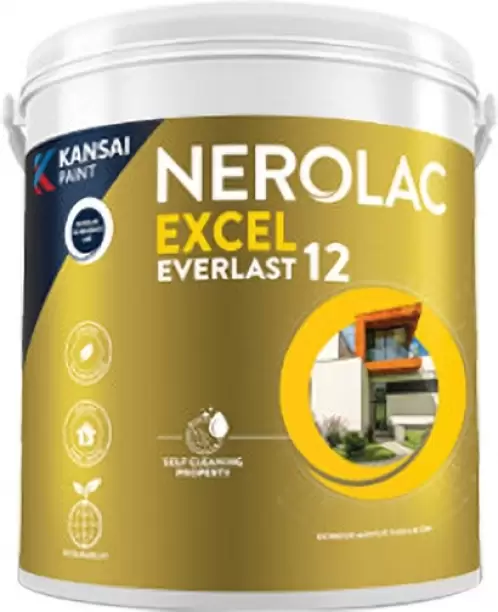 KANSAI
PAINT
NEROLAC
EXCEL
EVERLAST 12
SELF CLEANING
PROPERTY